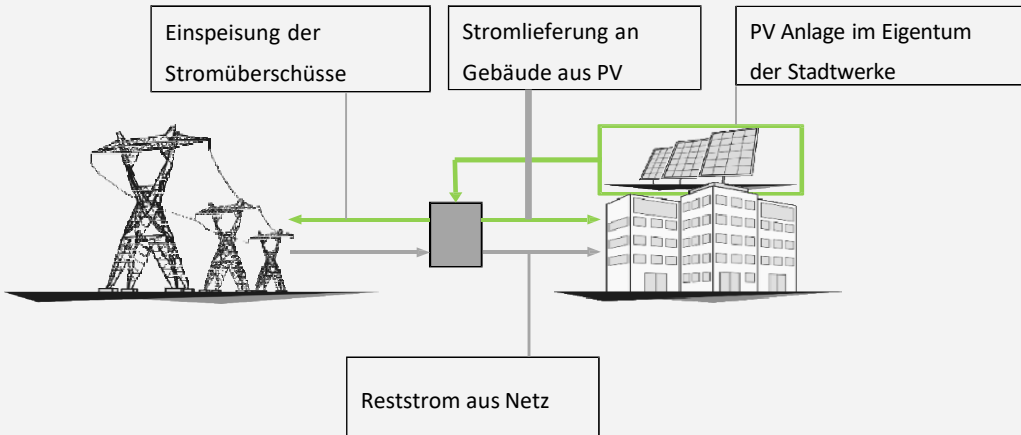 Einspeisung der
Stromüberschüsse
Stromlieferung an
Gebäude aus PV
PV Anlage im Eigentum
der Stadtwerke
Reststrom aus Netz